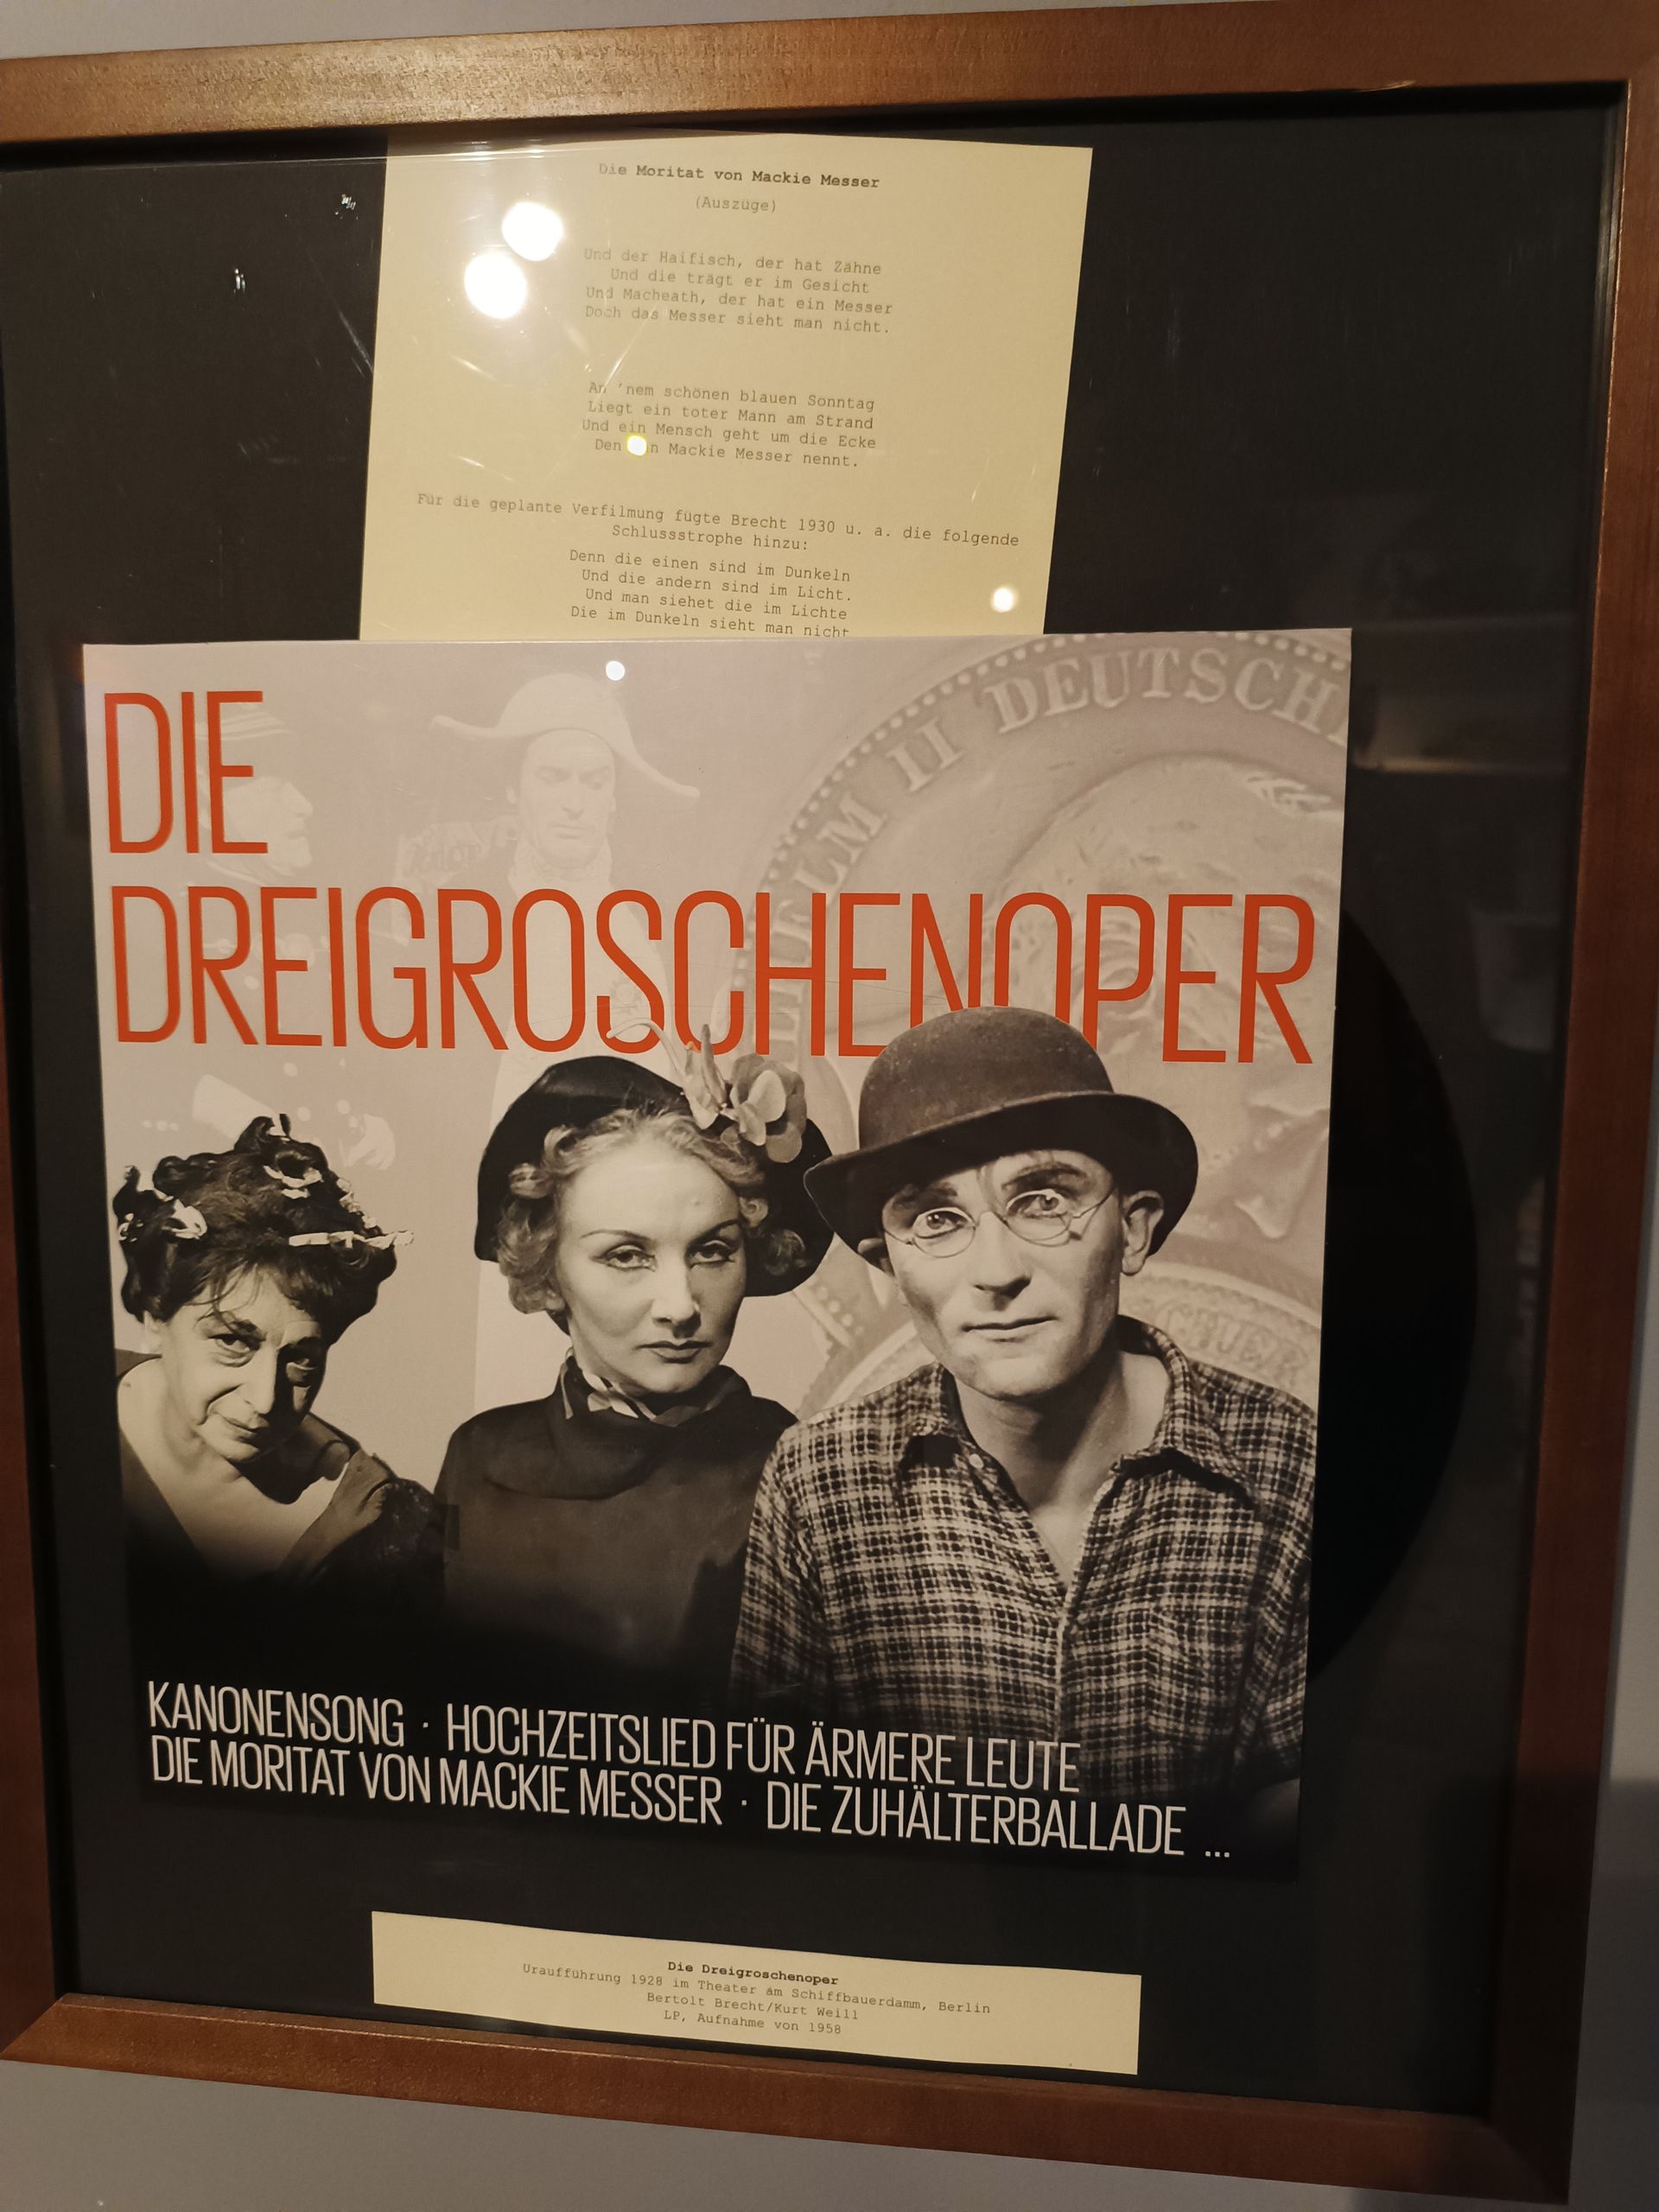 Die Moritat von Mackie Messer
(Auszüge)
Und der Haifisch, der hat Zähne
Und die trägt er im Gesicht
Und Macheath, der hat ein Messer
Doch das Messer sieht man nicht.
An 'nem schönen blauen Sonntag
Liegt ein toter Mann am Strand
Und ein Mensch geht um die Ecke
Den n Mackie Messer nennt.
Für die geplante Verfilmung fügte Brecht 1930 u. a. die folgende
Schlussstrophe hinzu:
Denn die einen sind im Dunkeln
Und die andern sind im Licht.
Und man siehet die im Lichte
Die im Dunkeln sieht man nicht
LM II DEUTSCH
DIE
DREIGROSCHENOPER
KANONENSONG · HOCHZEITSLIED FÜR ÄRMERE LEUTE
DIE MORITAT VON MACKIE MESSER · DIE ZUHÄLTERBALLADE ...
Die Dreigroschenoper
Uraufführung 1928 im Theater am Schiffbauerdamm, Berlin
Bertolt Brecht/Kurt Weill
LP, Aufnahme von 1958